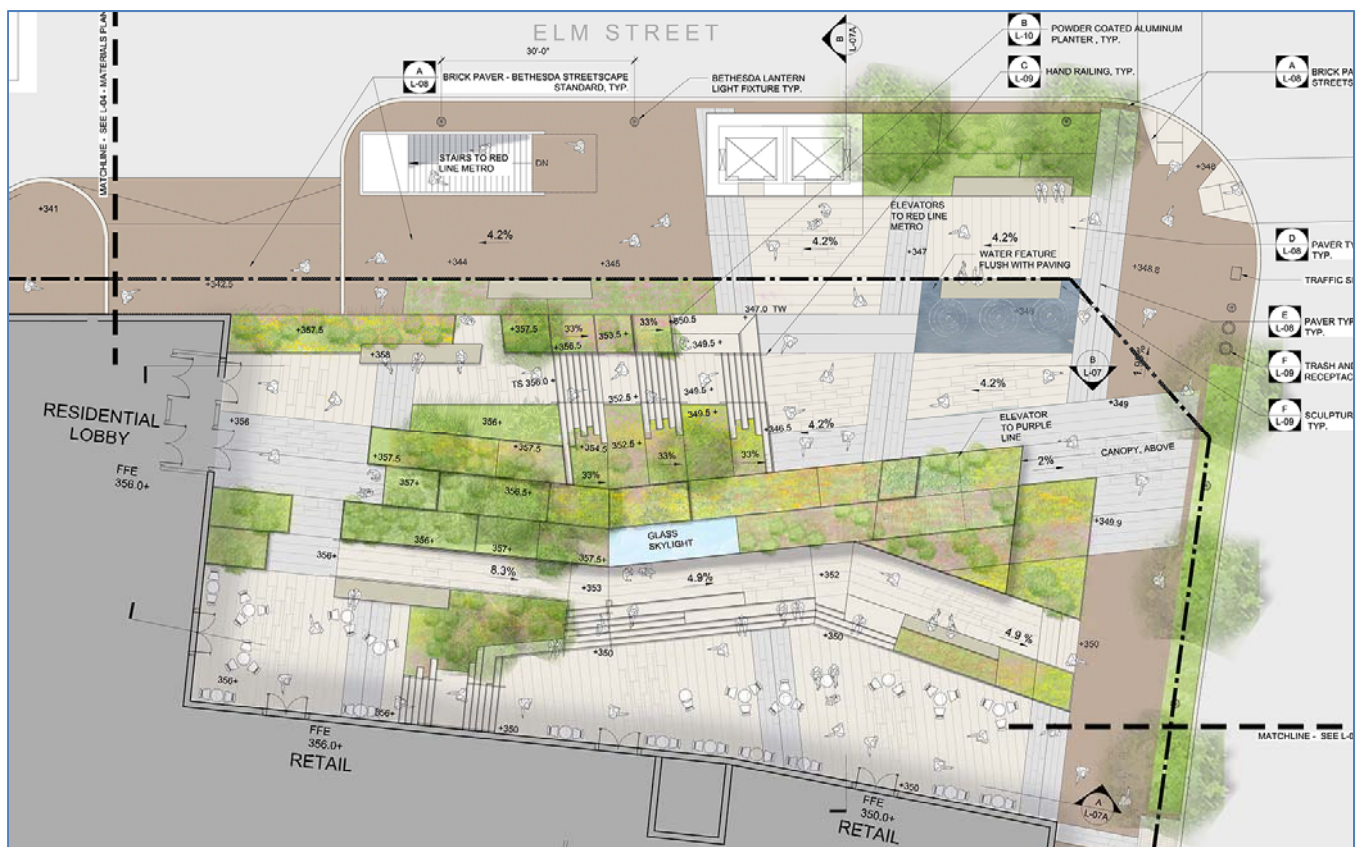 ELM STREET
30'-0"
MATCHLINE - SEE L-04 - MATERIALS PLAN
A
L-08
BRICK PAVER - BETHESDA STREETSCAPE
STANDARD, TYP.
BETHESDA LANTERN
LIGHT FIXTURE TYP.
B
L-07A
B
L-10
POWDER COATED ALUMINUM
PLANTER , TYP.
C
L-09
HAND RAILING, TYP.
A
L-08
BRICK PA
STREETS
STAIRS TO RED
LINE METRO
DN
+348
+341
ELEVATORS
TO RED LINE
METRO
4.2%
4.2%
+347
4.2%
D
L-08
PAVER TY
TYP.
+344
+345
WATER FEATURE
FLUSH WITH PAVING
+348.8
TRAFFIC SI
+342.5
+348
+357.5
+357.5
33%
+356.5
353.5 +
33%
+350.5
347.0 TW
+349.5 +
E
L-08
PAVER TYP
TYP.
+358
B
L-07
F
L-09
TRASH AND
RECEPTAC
TS 356.0 +
352.5 +
349.5 +
4.2%
+349
RESIDENTIAL
LOBBY
+356
356+
349.5 +
+346.5
4.2%
ELEVATOR
TO PURPLE
LINE
F
L-09
SCULPTUR
TYP.
+357.5
+357.5
+354.5
352.5 +
33%
33%
2%
CANOPY, ABOVE
FFE
356.0+
357+
356.5+
33%
356+
357+
357.5+
GLASS
SKYLIGHT
+349.9
356+
8.3%
+353
4.9%
+352
+350
4.9 %
+350
+350
+350
356+
356+
+350
MATCHLINE - SEE L-0
FFE
356.0+
RETAIL
+350
FFE
350.0+
RETAIL
A
L-07A